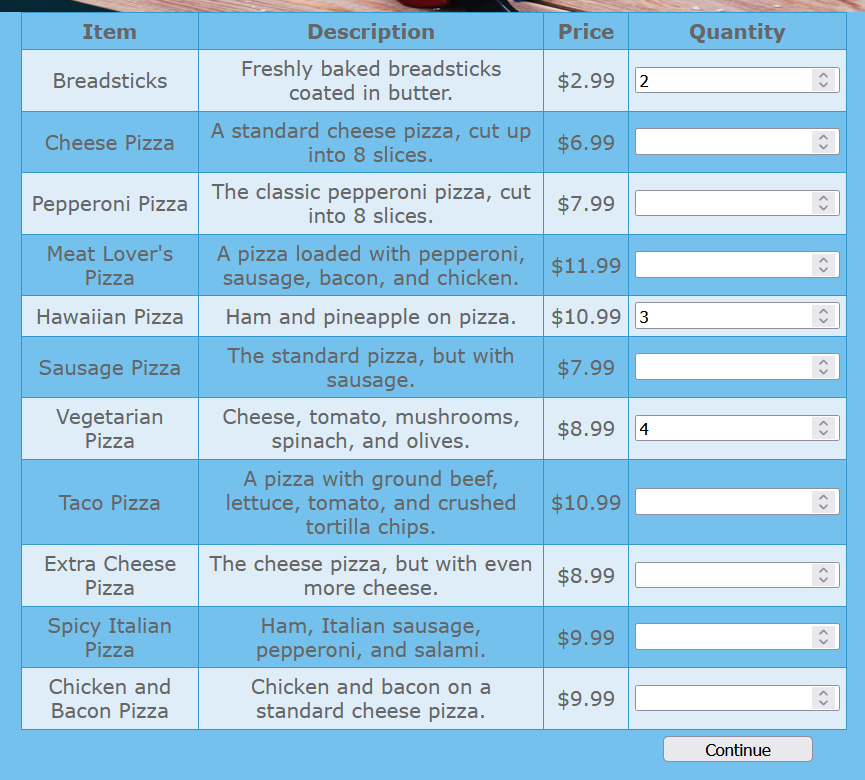 Item Description Price Quantity
Breadsticks Freshly baked breadsticks
coated in butter. $2.99 2
Cheese Pizza A standard cheese pizza, cut up
into 8 slices. $6.99
Pepperoni Pizza The classic pepperoni pizza, cut
into 8 slices. $7.99
Meat Lover's
Pizza A pizza loaded with pepperoni,
sausage, bacon, and chicken. $11.99
Hawaiian Pizza Ham and pineapple on pizza. $10.99 3
Sausage Pizza The standard pizza, but with
sausage. $7.99
Vegetarian
Pizza Cheese, tomato, mushrooms,
spinach, and olives. $8.99 4
Taco Pizza A pizza with ground beef,
lettuce, tomato, and crushed
tortilla chips. $10.99
Extra Cheese
Pizza The cheese pizza, but with even
more cheese. $8.99
Spicy Italian
Pizza Ham, Italian sausage,
pepperoni, and salami. $9.99
Chicken and
Bacon Pizza Chicken and bacon on a
standard cheese pizza. $9.99
Continue